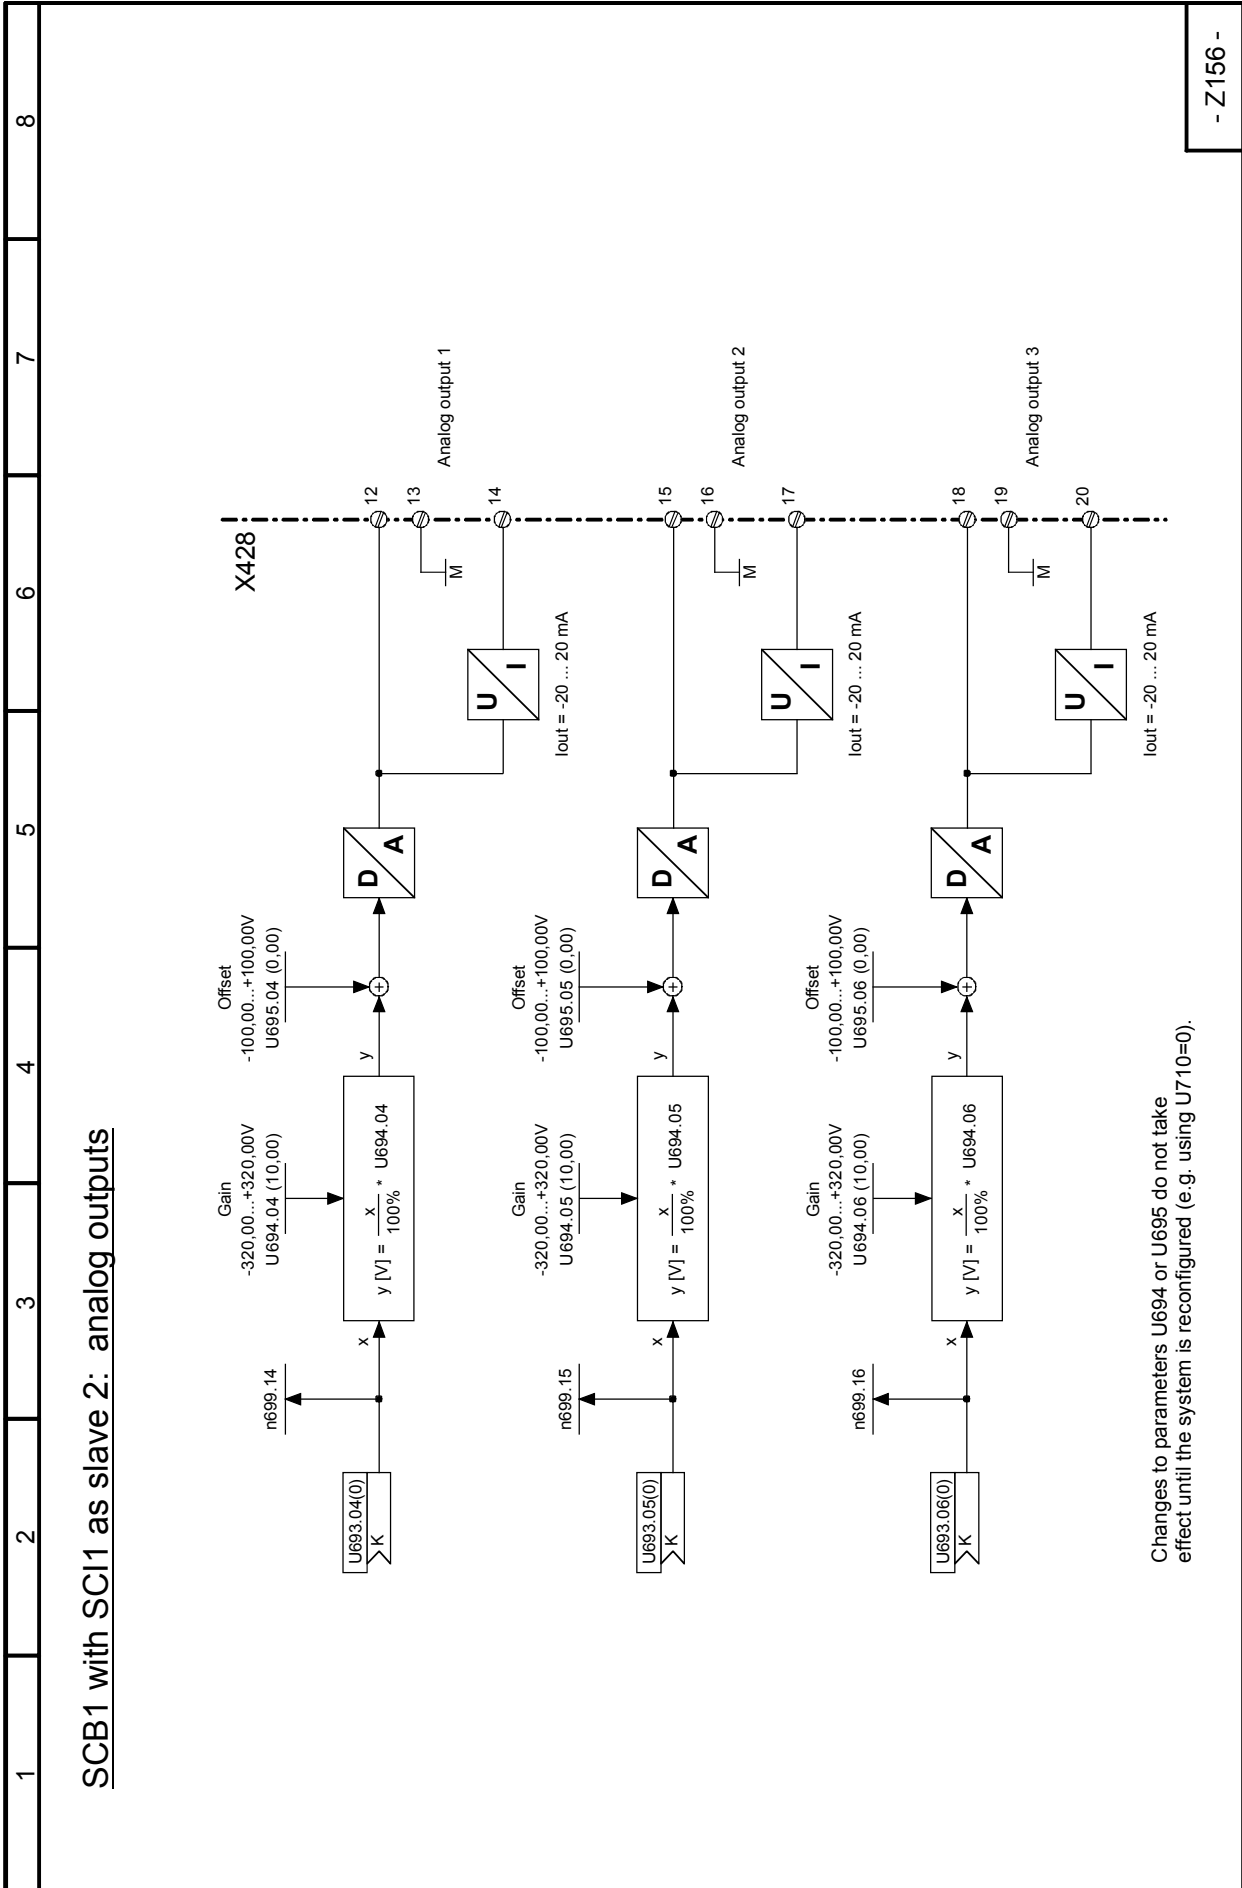 1
2
3
4
5
6
7
8
SCB1 with SCI1 as slave 2: analog outputs
X428
U693.04(0)
K
n699.14
x
Gain
-320,00...+320,00V
U694.04 (10,00)
y [V] = x / 100% * U694.04
y
Offset
-100,00...+100,00V
U695.04 (0,00)
+
D
A
U
I
Iout = -20 ... 20 mA
M
12
13
14
Analog output 1
U693.05(0)
K
n699.15
x
Gain
-320,00...+320,00V
U694.05 (10,00)
y [V] = x / 100% * U694.05
y
Offset
-100,00...+100,00V
U695.05 (0,00)
+
D
A
U
I
Iout = -20 ... 20 mA
M
15
16
17
Analog output 2
U693.06(0)
K
n699.16
x
Gain
-320,00...+320,00V
U694.06 (10,00)
y [V] = x / 100% * U694.06
y
Offset
-100,00...+100,00V
U695.06 (0,00)
+
D
A
U
I
Iout = -20 ... 20 mA
M
18
19
20
Analog output 3
Changes to parameters U694 or U695 do not take
effect until the system is reconfigured (e.g. using U710=0).
- Z156 -